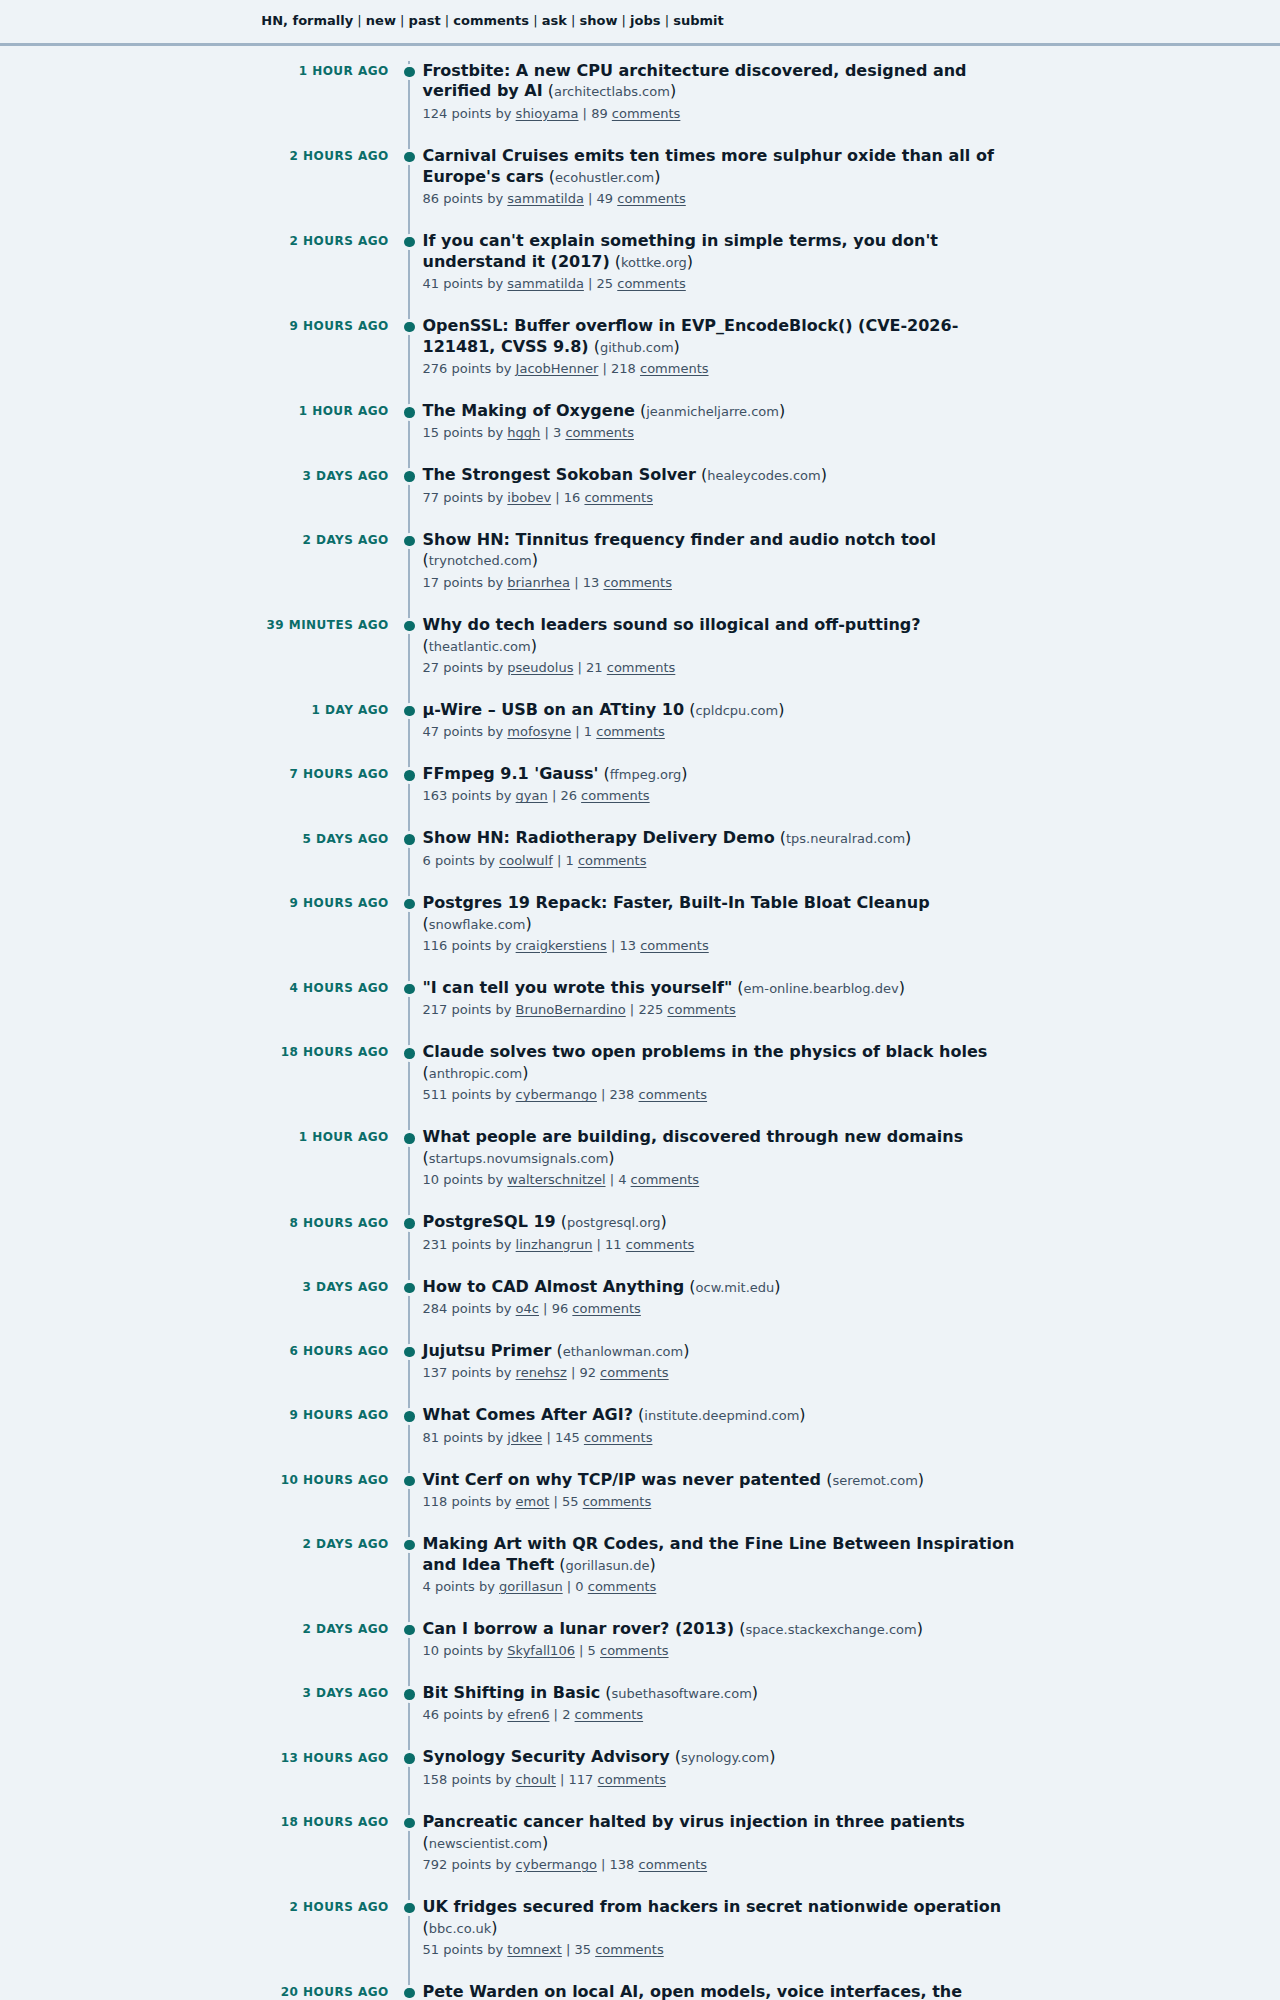 HN, formally | new | past | comments | ask | show | jobs | submit
1 HOUR AGO
Frostbite: A new CPU architecture discovered, designed and
verified by AI (architectlabs.com)
124 points by shioyama | 89 comments
2 HOURS AGO
Carnival Cruises emits ten times more sulphur oxide than all of
Europe's cars (ecohustler.com)
86 points by sammatilda | 49 comments
2 HOURS AGO
If you can't explain something in simple terms, you don't
understand it (2017) (kottke.org)
41 points by sammatilda | 25 comments
9 HOURS AGO
OpenSSL: Buffer overflow in EVP_EncodeBlock() (CVE-2026-
121481, CVSS 9.8) (github.com)
276 points by JacobHenner | 218 comments
1 HOUR AGO
The Making of Oxygene (jeanmicheljarre.com)
15 points by hggh | 3 comments
3 DAYS AGO
The Strongest Sokoban Solver (healeycodes.com)
77 points by ibobev | 16 comments
2 DAYS AGO
Show HN: Tinnitus frequency finder and audio notch tool
(trynotched.com)
17 points by brianrhea | 13 comments
39 MINUTES AGO
Why do tech leaders sound so illogical and off-putting?
(theatlantic.com)
27 points by pseudolus | 21 comments
1 DAY AGO
µ-Wire – USB on an ATtiny 10 (cpldcpu.com)
47 points by mofosyne | 1 comments
7 HOURS AGO
FFmpeg 9.1 'Gauss' (ffmpeg.org)
163 points by gyan | 26 comments
5 DAYS AGO
Show HN: Radiotherapy Delivery Demo (tps.neuralrad.com)
6 points by coolwulf | 1 comments
9 HOURS AGO
Postgres 19 Repack: Faster, Built-In Table Bloat Cleanup
(snowflake.com)
116 points by craigkerstiens | 13 comments
4 HOURS AGO
"I can tell you wrote this yourself" (em-online.bearblog.dev)
217 points by BrunoBernardino | 225 comments
18 HOURS AGO
Claude solves two open problems in the physics of black holes
(anthropic.com)
511 points by cybermango | 238 comments
1 HOUR AGO
What people are building, discovered through new domains
(startups.novumsignals.com)
10 points by walterschnitzel | 4 comments
8 HOURS AGO
PostgreSQL 19 (postgresql.org)
231 points by linzhangrun | 11 comments
3 DAYS AGO
How to CAD Almost Anything (ocw.mit.edu)
284 points by o4c | 96 comments
6 HOURS AGO
Jujutsu Primer (ethanlowman.com)
137 points by renehsz | 92 comments
9 HOURS AGO
What Comes After AGI? (institute.deepmind.com)
81 points by jdkee | 145 comments
10 HOURS AGO
Vint Cerf on why TCP/IP was never patented (seremot.com)
118 points by emot | 55 comments
2 DAYS AGO
Making Art with QR Codes, and the Fine Line Between Inspiration
and Idea Theft (gorillasun.de)
4 points by gorillasun | 0 comments
2 DAYS AGO
Can I borrow a lunar rover? (2013) (space.stackexchange.com)
10 points by Skyfall106 | 5 comments
3 DAYS AGO
Bit Shifting in Basic (subethasoftware.com)
46 points by efren6 | 2 comments
13 HOURS AGO
Synology Security Advisory (synology.com)
158 points by choult | 117 comments
18 HOURS AGO
Pancreatic cancer halted by virus injection in three patients
(newscientist.com)
792 points by cybermango | 138 comments
2 HOURS AGO
UK fridges secured from hackers in secret nationwide operation
(bbc.co.uk)
51 points by tomnext | 35 comments
20 HOURS AGO
Pete Warden on local AI, open models, voice interfaces, the